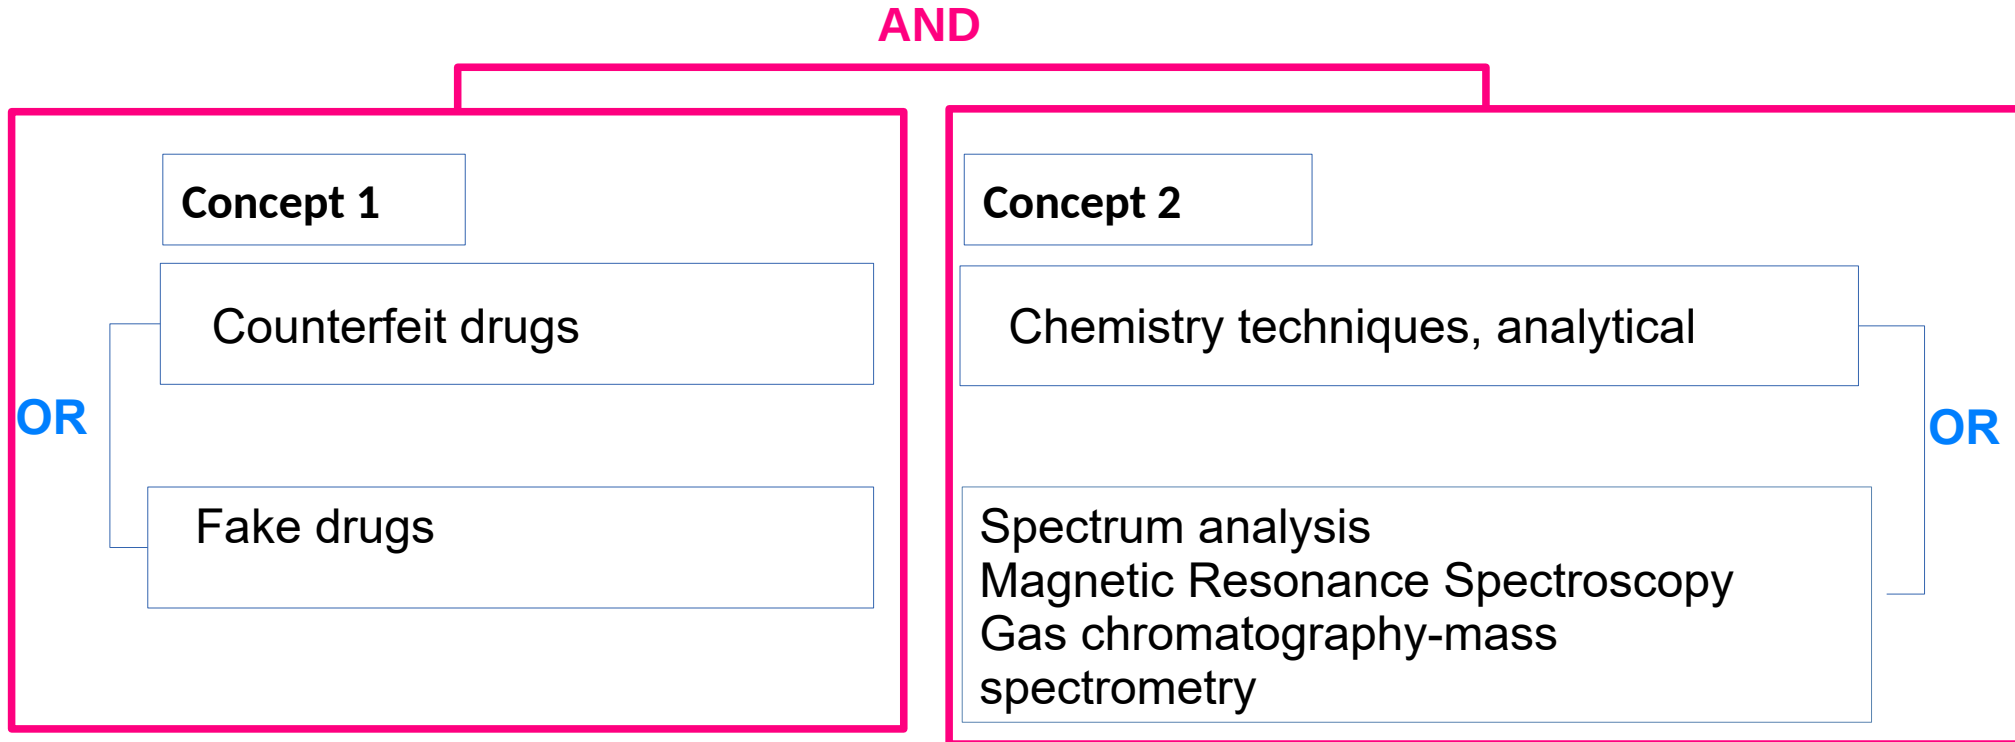 AND
Concept 1
Counterfeit drugs
OR
Fake drugs
Concept 2
Chemistry techniques, analytical
OR
Spectrum analysis
Magnetic Resonance Spectroscopy
Gas chromatography-mass
spectrometry